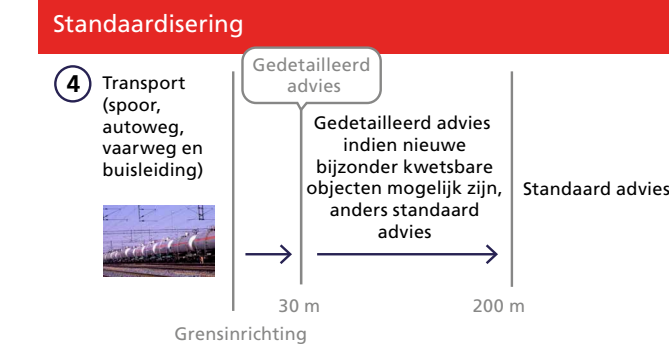 Standaardisering
4
Transport
(spoor,
autoweg,
vaarweg en
buisleiding)
Gedetailleerd
advies
Gedetailleerd advies
indien nieuwe
bijzonder kwetsbare
objecten mogelijk zijn,
anders standaard
advies
Standaard advies
30 m
200 m
Grensinrichting